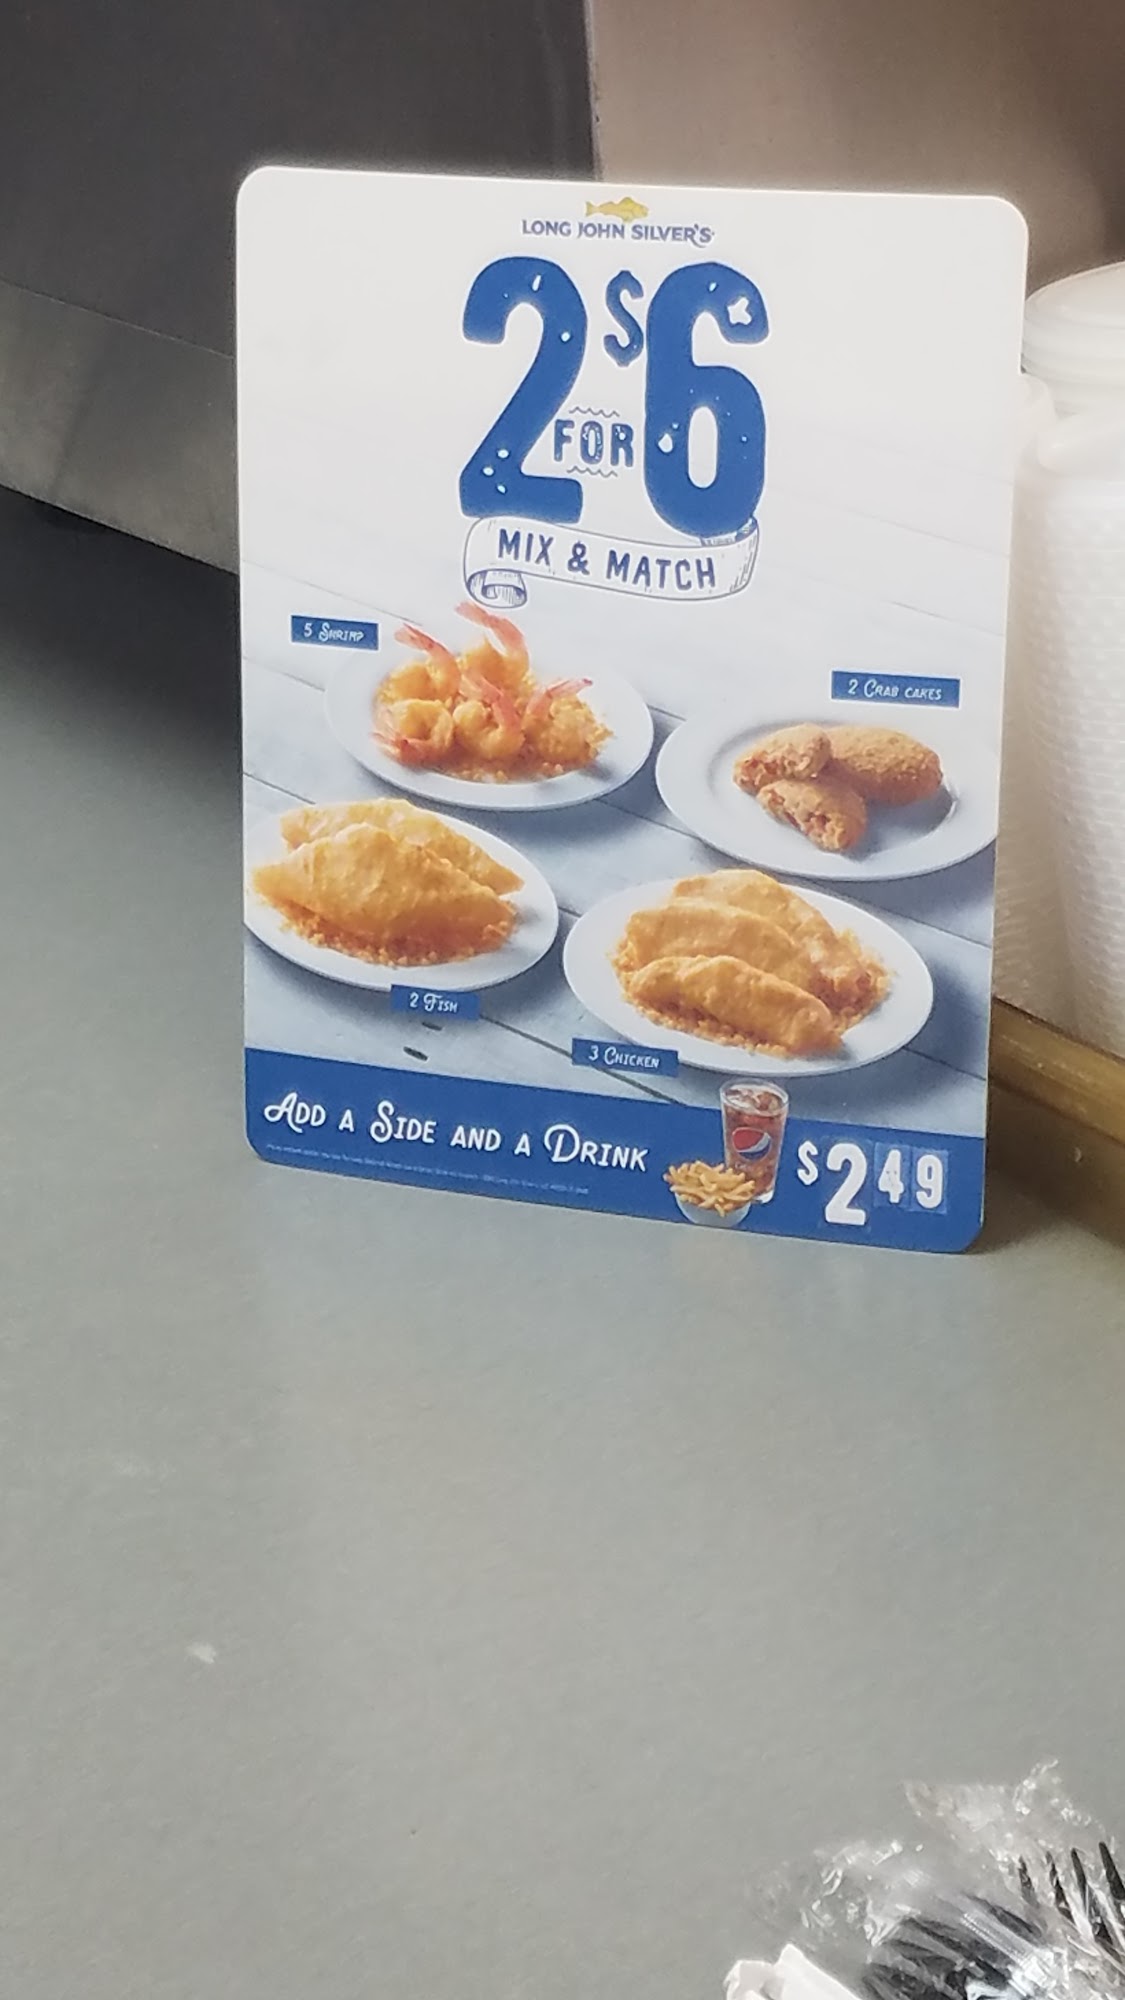 LONG JOHN SILVER'S
2 FOR $6
MIX & MATCH
5 SHRIMP
2 CRAB CAKES
2 FISH
3 CHICKEN
ADD A SIDE AND A DRINK
$2 49